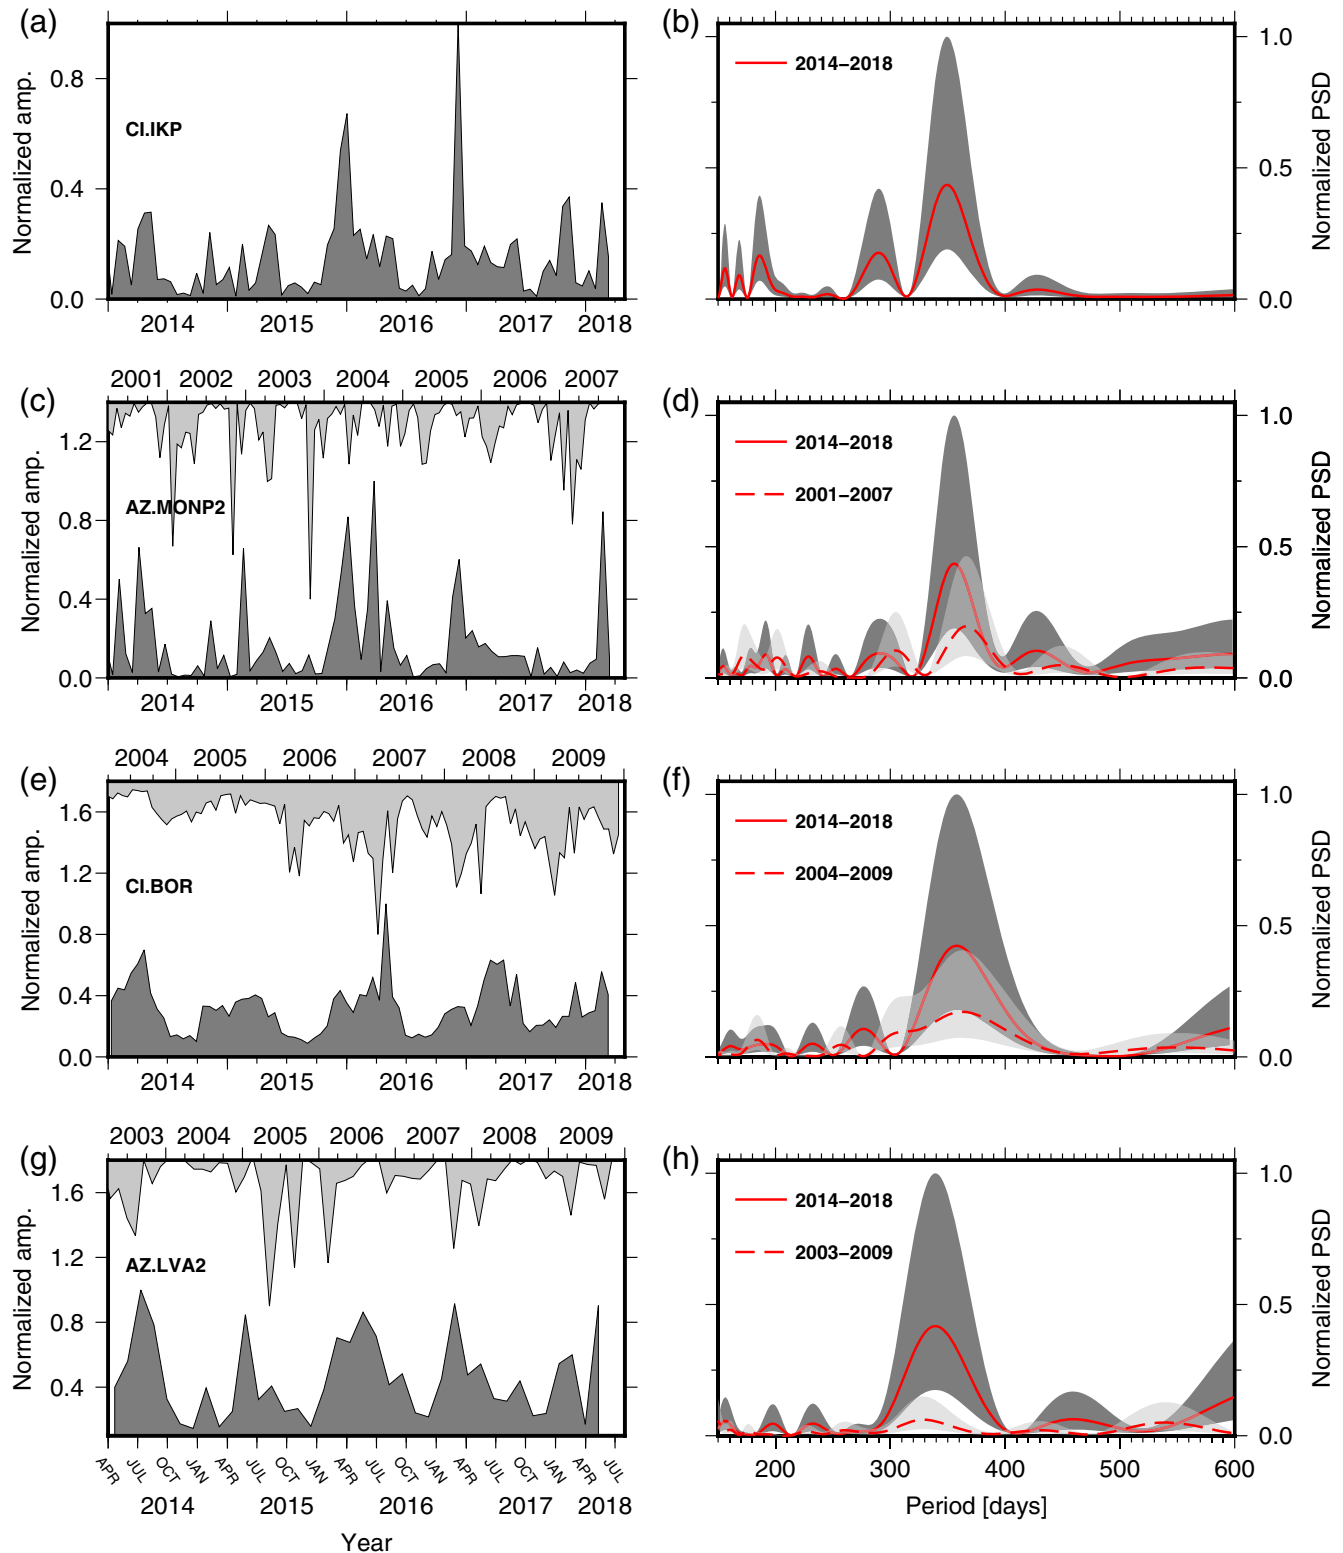 (a)
Normalized amp.
0.8
0.4
0.0
CI.IKP
2014 2015 2016 2017 2018
(b)
2014–2018
1.0
0.5
0.0
Normalized PSD
2001 2002 2003 2004 2005 2006 2007
(c)
Normalized amp.
1.2
0.8
0.4
0.0
AZ.MONP2
2014 2015 2016 2017 2018
(d)
2014–2018
2001–2007
1.0
0.5
0.0
Normalized PSD
2004 2005 2006 2007 2008 2009
(e)
Normalized amp.
1.6
1.2
0.8
0.4
0.0
CI.BOR
2014 2015 2016 2017 2018
(f)
2014–2018
2004–2009
1.0
0.5
0.0
Normalized PSD
2003 2004 2005 2006 2007 2008 2009
(g)
Normalized amp.
1.6
1.2
0.8
0.4
AZ.LVA2
APR JUL OCT JAN APR JUL OCT JAN APR JUL OCT JAN APR JUL OCT JAN APR JUL
2014 2015 2016 2017 2018
Year
(h)
2014–2018
2003–2009
1.0
0.5
0.0
Normalized PSD
200 300 400 500 600
Period [days]